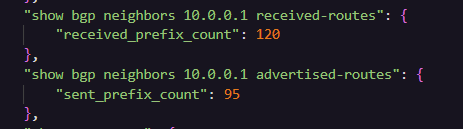 "show bgp neighbors 10.0.0.1 received-routes": {
"received_prefix_count": 120
},
"show bgp neighbors 10.0.0.1 advertised-routes": {
"sent_prefix_count": 95
},